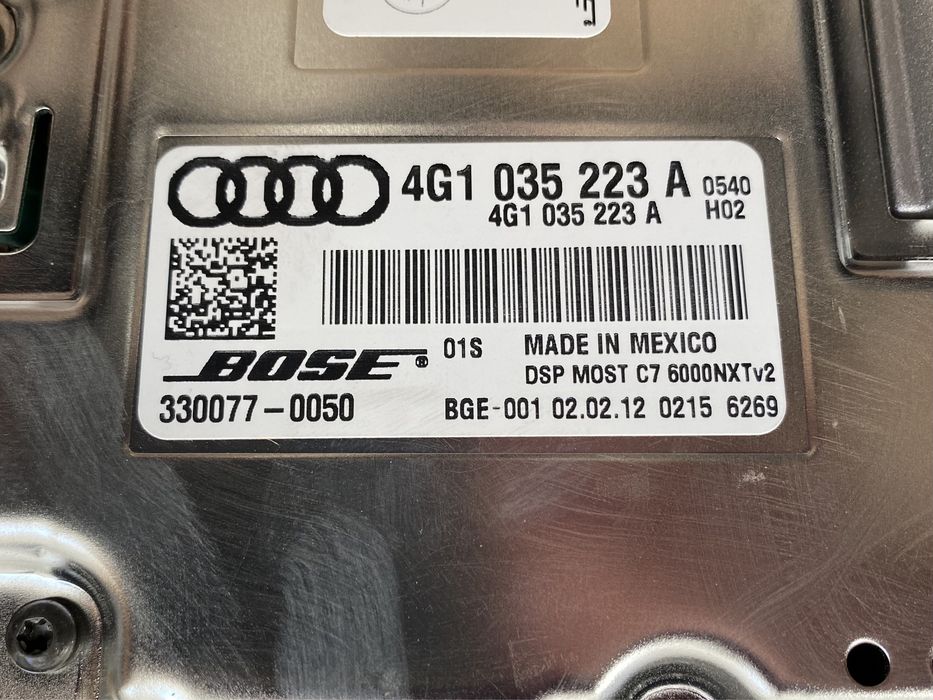 4G1 035 223 A 0540
4G1 035 223 A H02
BOSE® 01S MADE IN MEXICO
DSP MOST C7 6000NXTv2
330077-0050 BGE-001 02.02.12 0215 6269